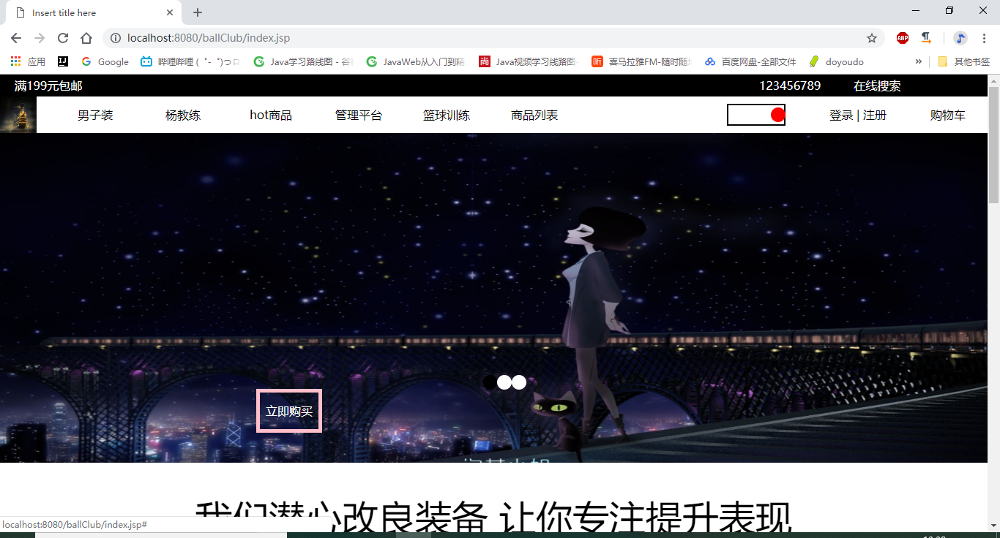 Insert title here
localhost:8080/ballClub/index.jsp
ABP
应用
IJ
Google
哔哩哔哩 ( ゜- ゜)つロ
Java学习路线图 - 谷
JavaWeb从入门到精
尚
Java视频学习线路图-
听
喜马拉雅FM-随时随
百度网盘-全部文件
doyoudo
»
其他书签
满199元包邮
123456789
在线搜索
男子装
杨教练
hot商品
管理平台
篮球训练
商品列表
登录 | 注册
购物车
立即购买
我们潜心改良装备 让你专注提升表现
localhost:8080/ballClub/index.jsp#